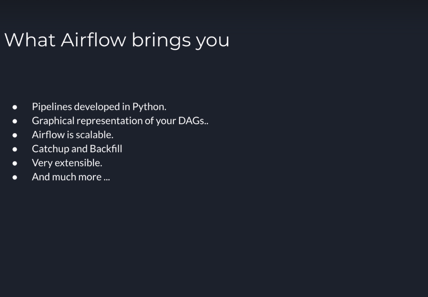 What Airflow brings you
● Pipelines developed in Python.
● Graphical representation of your DAGs..
● Airflow is scalable.
● Catchup and Backfill
● Very extensible.
● And much more ...